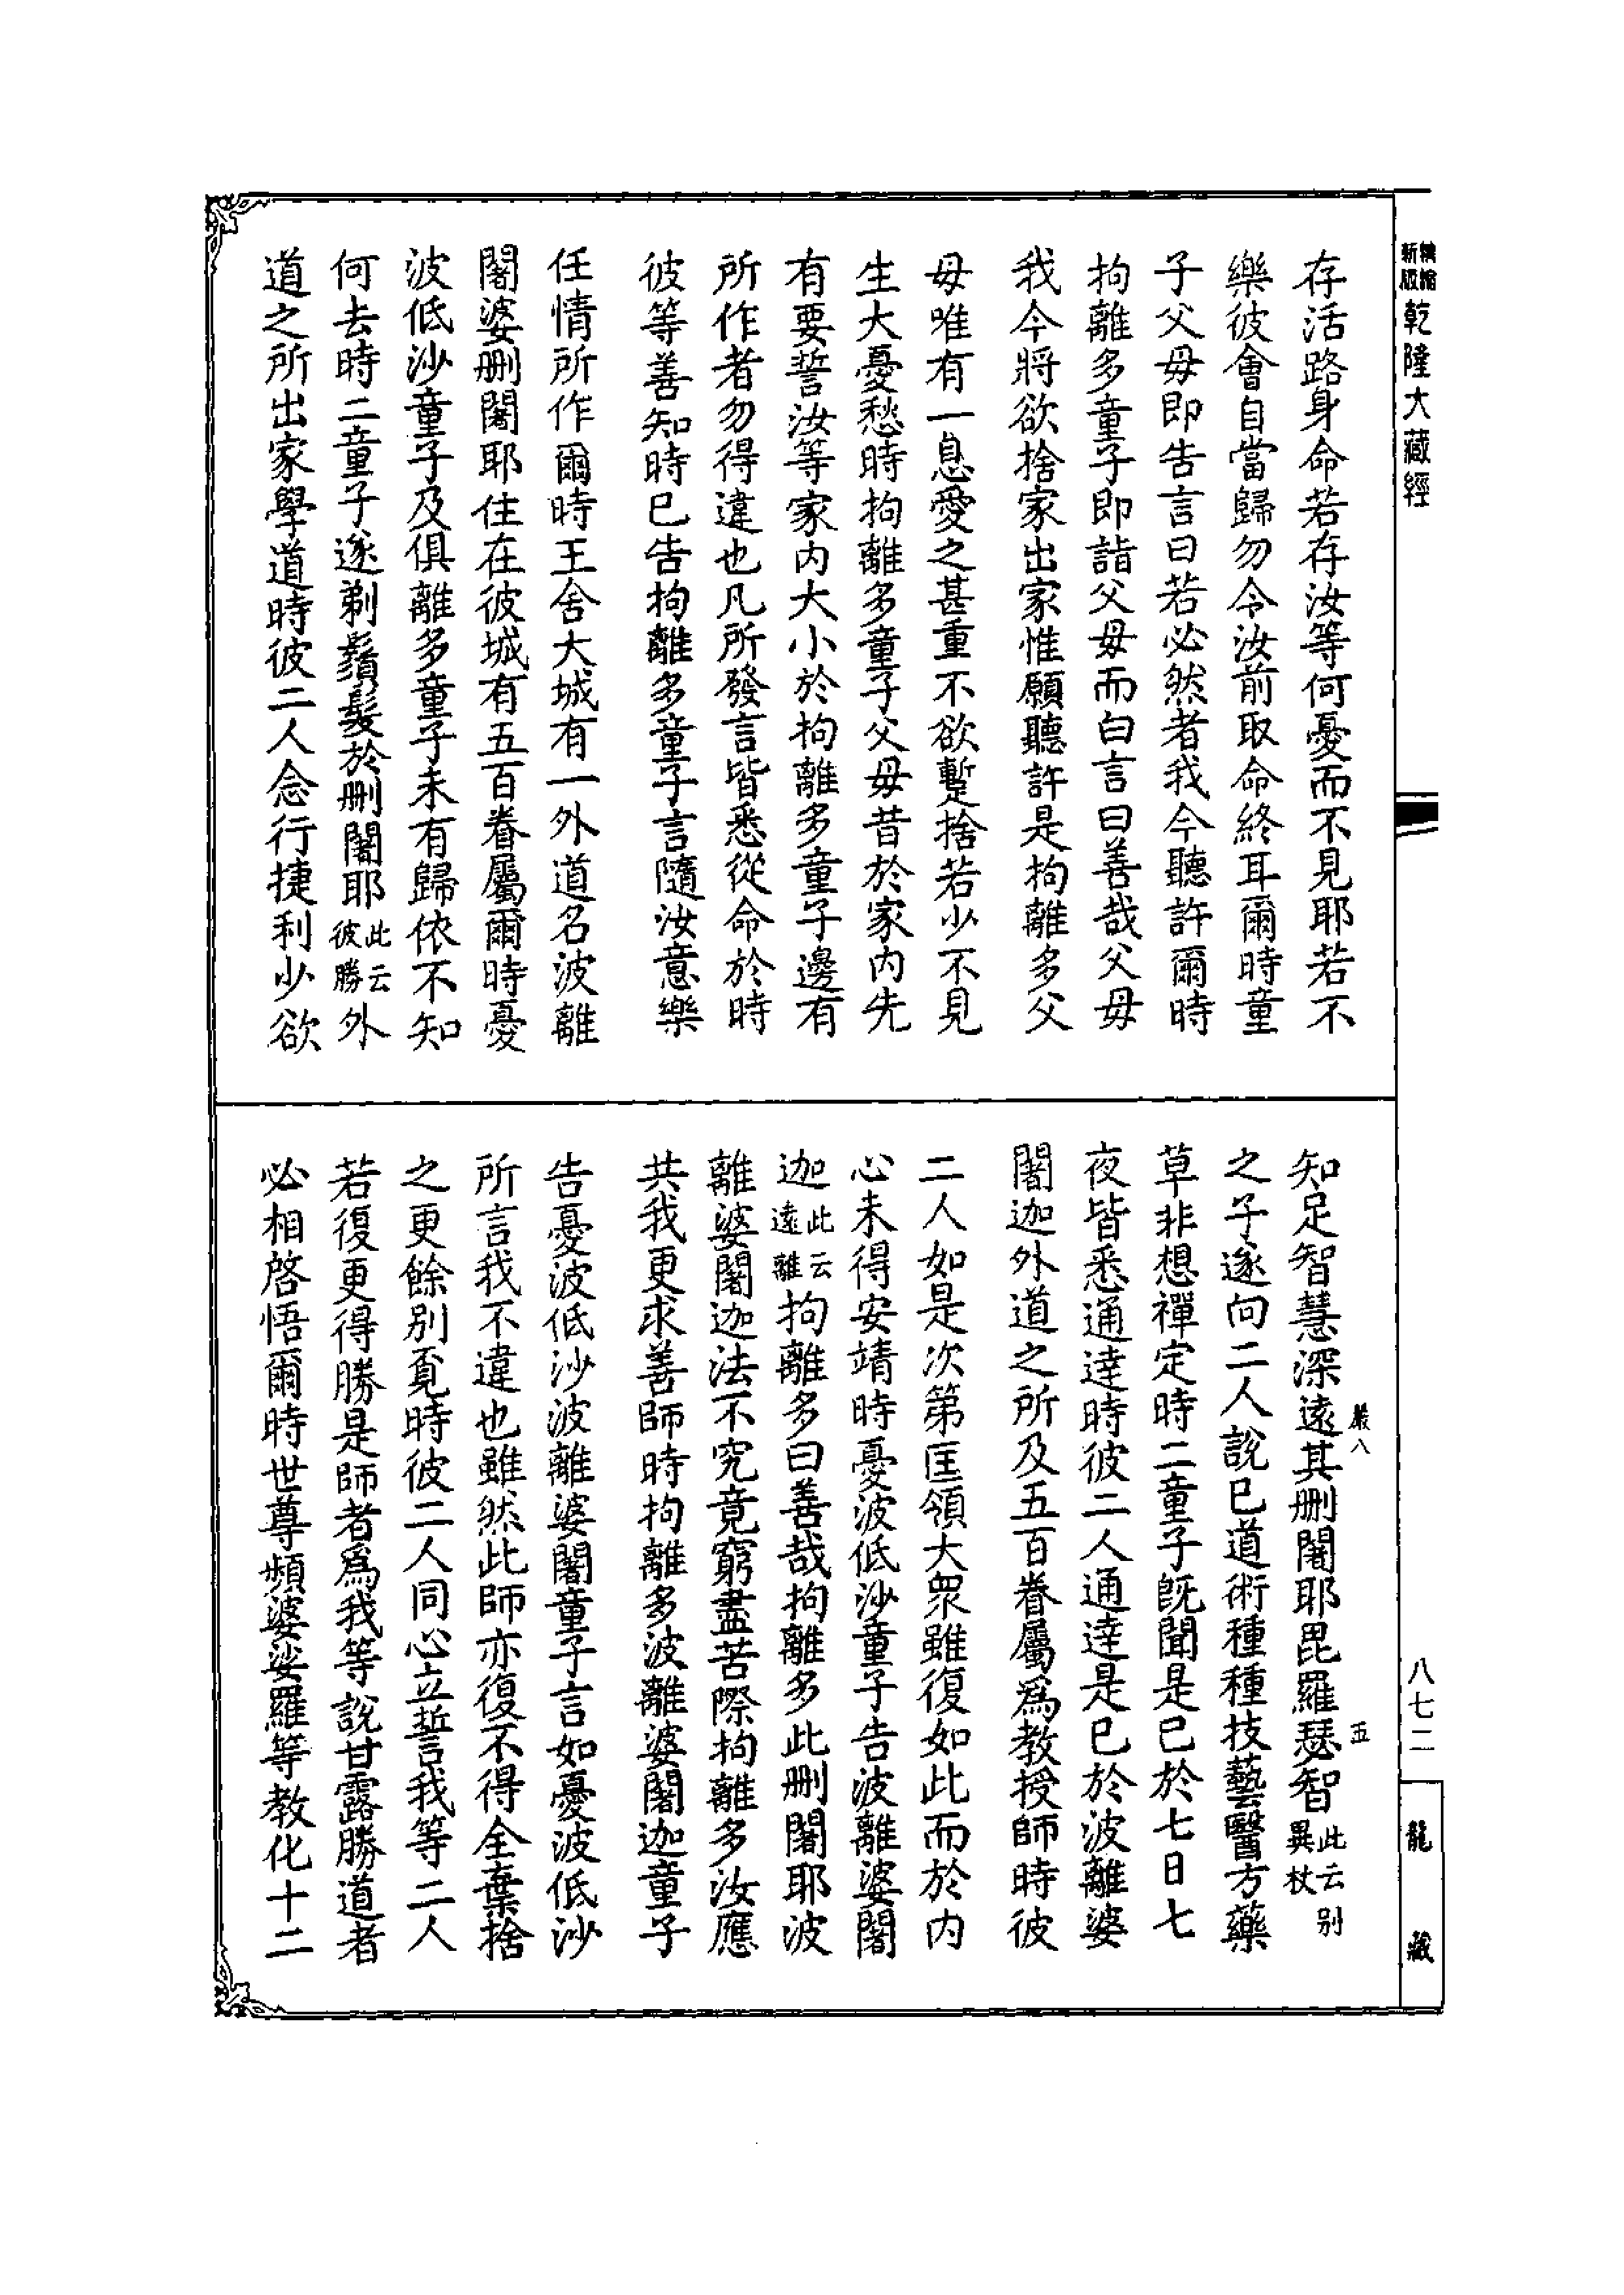 新版精縮乾隆大藏經
存活路身命若存汝等何憂而不見耶若不
樂彼會自當歸勿令汝前取命終耳爾時童
子父母即告言曰若必然者我今聽許爾時
拘離多童子即詣父母而白言曰善哉父母
我今將欲捨家出家惟願聽許是拘離多父
母唯有一息愛之甚重不欲蹔捨若少不見
生大憂愁時拘離多童子父母昔於家内先
有要誓汝等家内大小於拘離多童子邊有
所作者勿得違也凡所發言皆悉從命於時
彼等善知時已告拘離多童子言隨汝意樂
任情所作爾時王舍大城有一外道名波離
闍婆删闍耶住在彼城有五百眷屬爾時憂
波低沙童子及俱離多童子未有歸依不知
何去時二童子遂剃鬚髮於删闍耶此云彼勝外
道之所出家學道時彼二人念行捷利少欲
嚴八 五
知足智慧深遠其删闍耶毘羅瑟智此云别異杖
之子遂向二人說已道術種種技藝醫方藥
草非想禪定時二童子既聞是已於七日七
夜皆悉通達時彼二人通達是已於波離婆
闍迦外道之所及五百眷屬爲教授師時彼
二人如是次第匡領大眾雖復如此而於内
心未得安靖時憂波低沙童子告波離婆闍
迦此云遠離拘離多曰善哉拘離多此删闍耶波
離婆闍迦法不究竟窮盡苦際拘離多汝應
共我更求善師時拘離多波離婆闍迦童子
告憂波低沙波離婆闍童子言如憂波低沙
所言我不違也雖然此師亦復不得全棄捨
之更餘别覓時彼二人同心立誓我等二人
若復更得勝是師者爲我等說甘露勝道者
必相啓悟爾時世尊頻婆娑羅等教化十二
八七二
龍藏